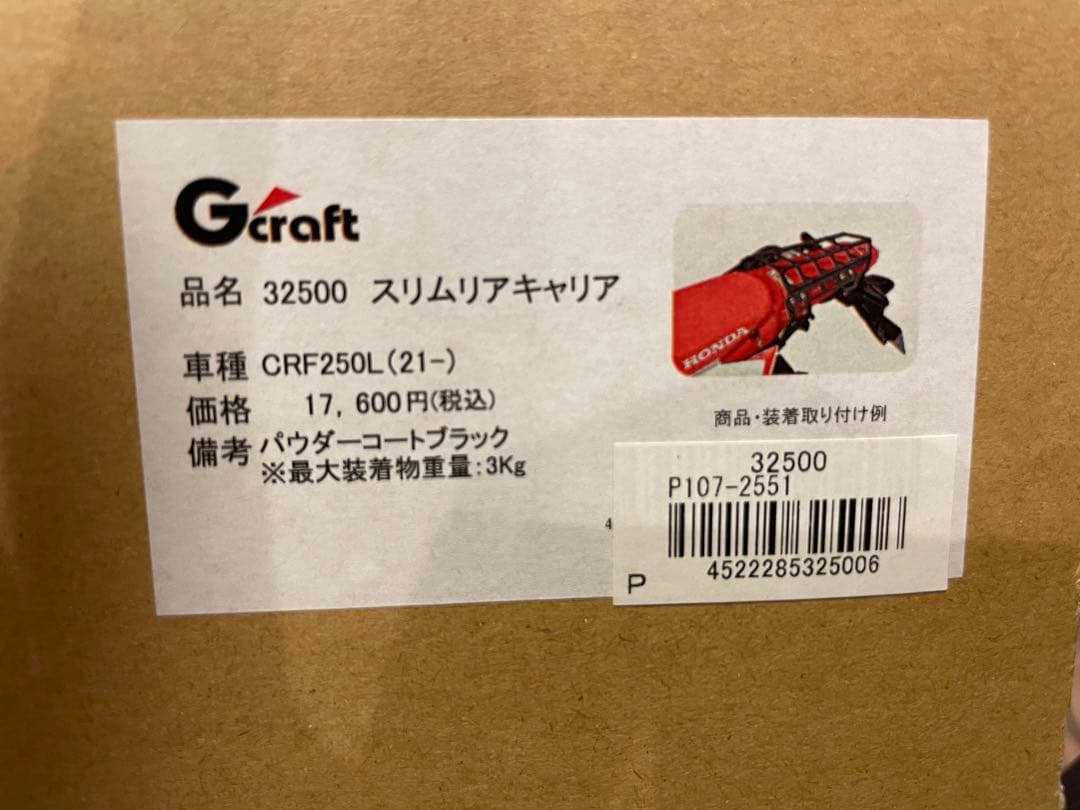 Gcraft
品名 32500 スリムリアキャリア
車種 CRF250L(21-)
価格 17,600円(税込)
備考 パウダーコートブラック
※最大装着物重量:3Kg
HONDA
商品・装着取り付け例
4
32500
P107-2551
4522285325006
P